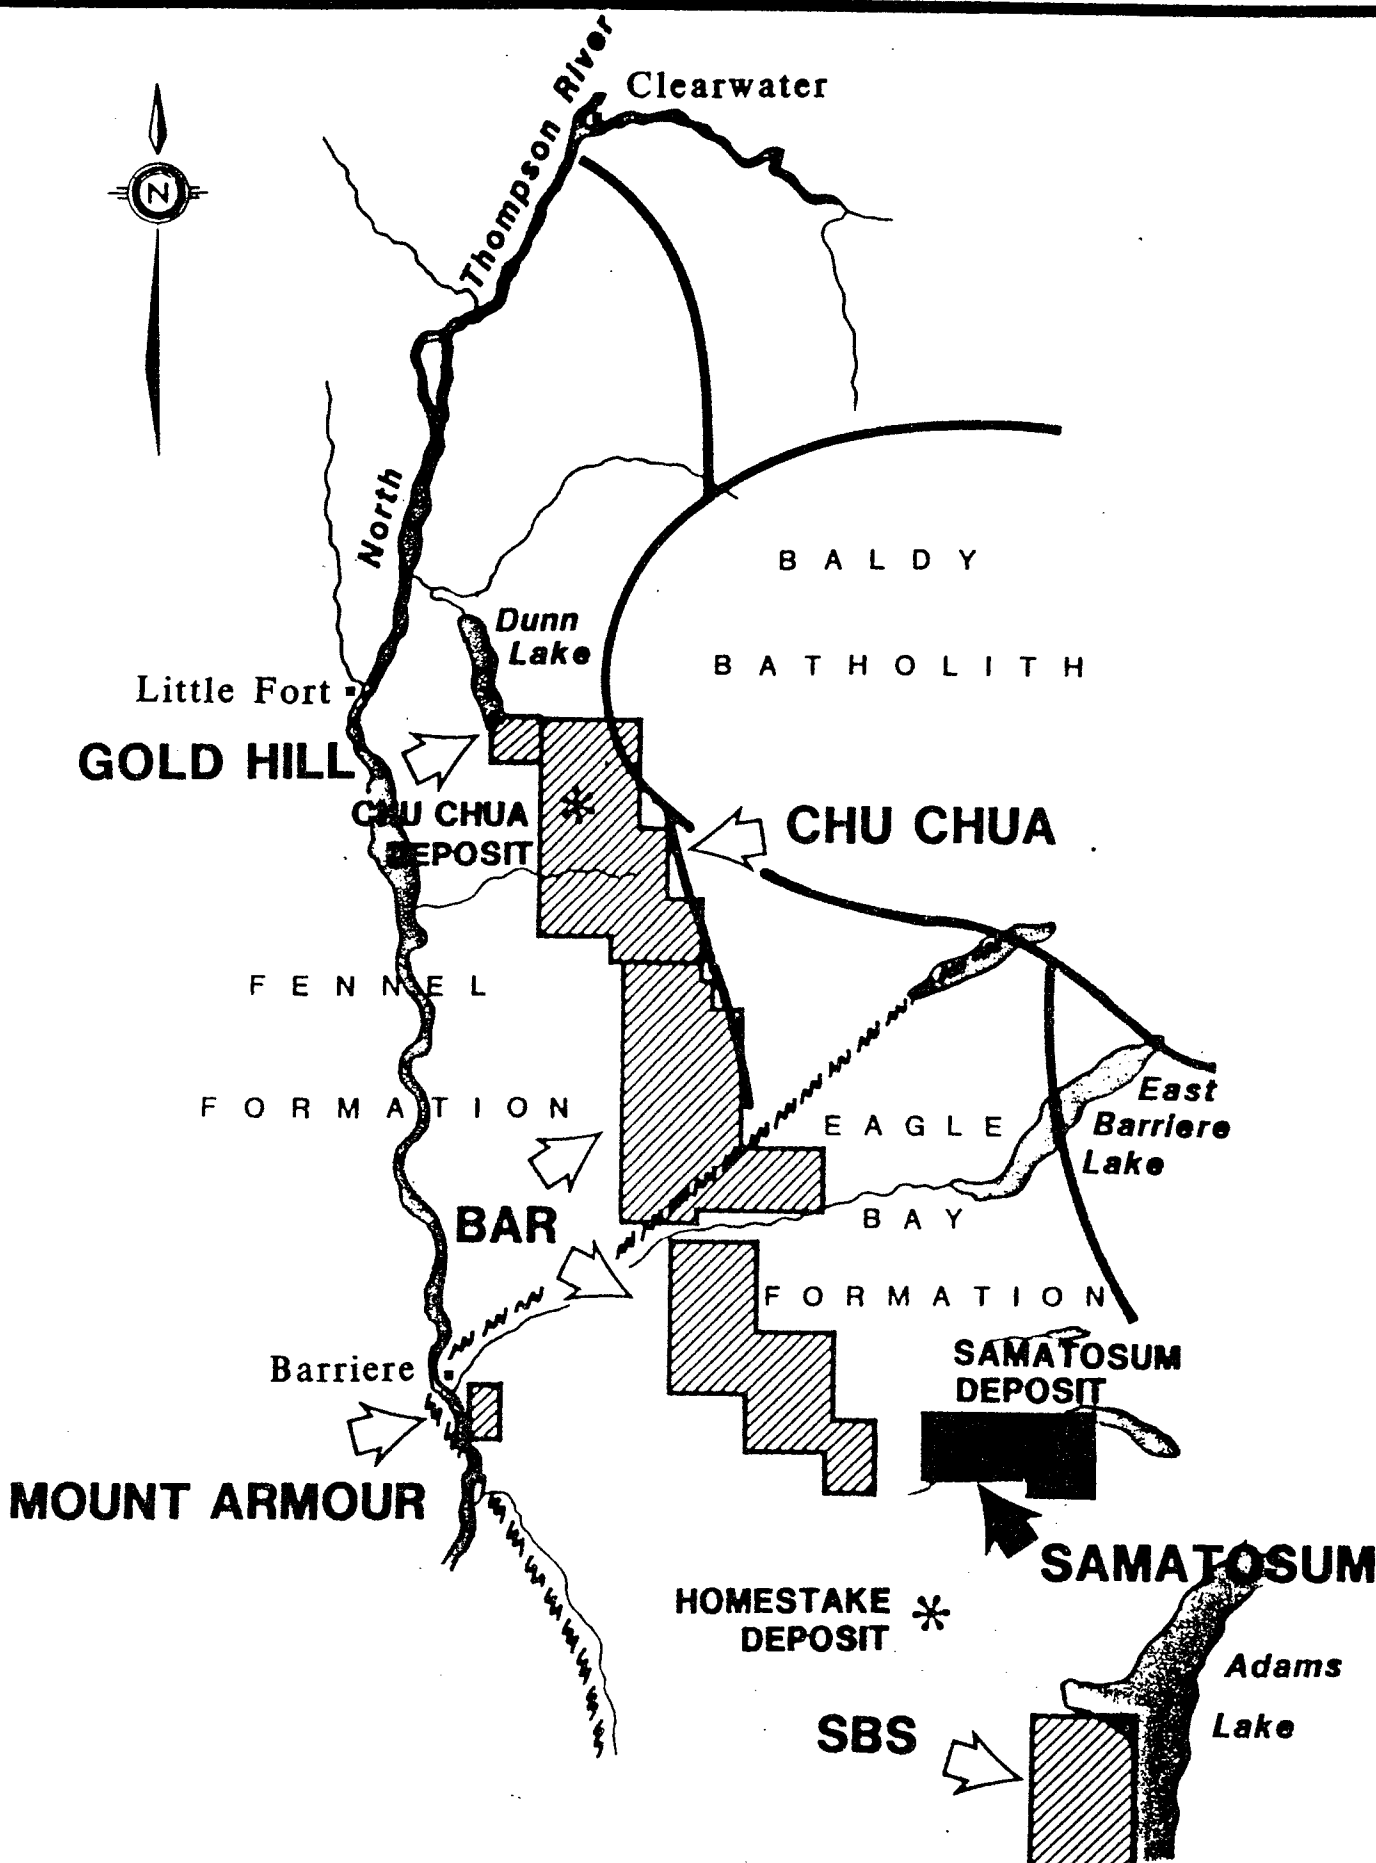 Clearwater
North Thompson River
N
BALDY
BATHOLITH
Dunn
Lake
Little Fort
GOLD HILL
CHU CHUA
DEPOSIT
CHU CHUA
FENNEL
FORMATION
East
Barriere
Lake
EAGLE
BAY
FORMATION
BAR
Barriere
SAMATOSUM
DEPOSIT
MOUNT ARMOUR
SAMATOSUM
HOMESTAKE
DEPOSIT
Adams
Lake
SBS